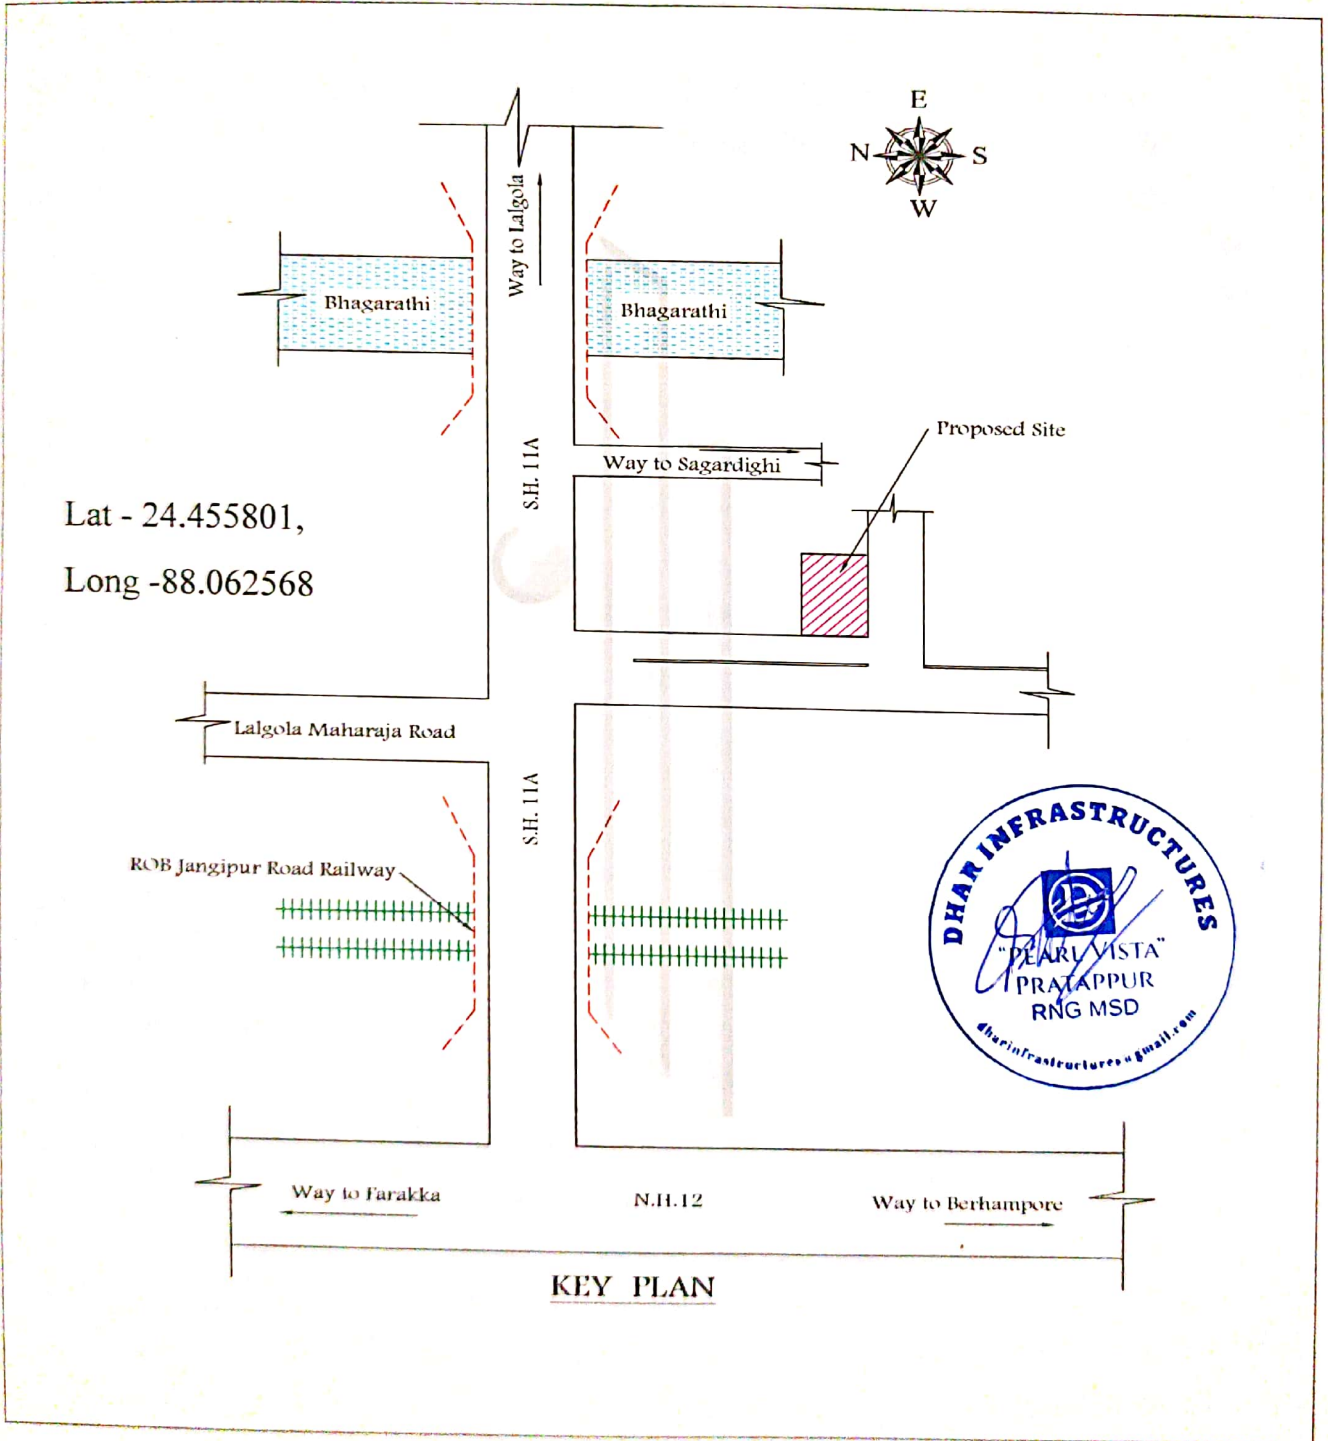 E
N
S
W
Way to Lalgola
Bhagarathi
Bhagarathi
Proposed Site
S.H. 11A
Way to Sagardighi
Lat - 24.455801,
Long -88.062568
Lalgola Maharaja Road
S.H. 11A
ROB Jangipur Road Railway
DHAR INFRASTRUCTURES
"PEARL VISTA"
PRATAPPUR
RNG MSD
dharinfrastructures@gmail.com
Way to Farakka
N.H.12
Way to Berhampore
KEY PLAN